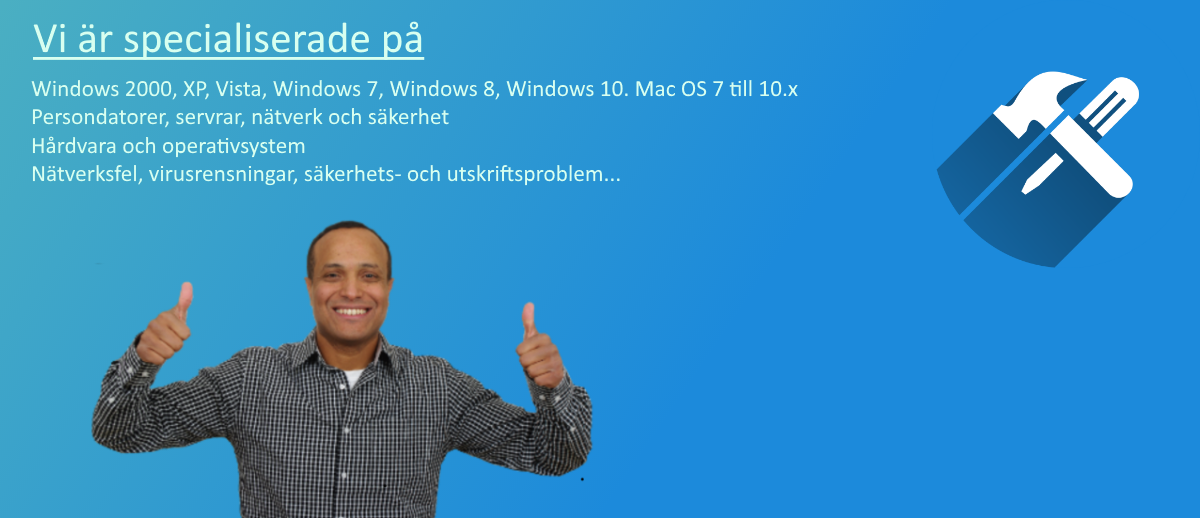 Vi är specialiserade på
Windows 2000, XP, Vista, Windows 7, Windows 8, Windows 10. Mac OS 7 till 10.x
Persondatorer, servrar, nätverk och säkerhet
Hårdvara och operativsystem
Nätverksfel, virusrensningar, säkerhets- och utskriftsproblem...